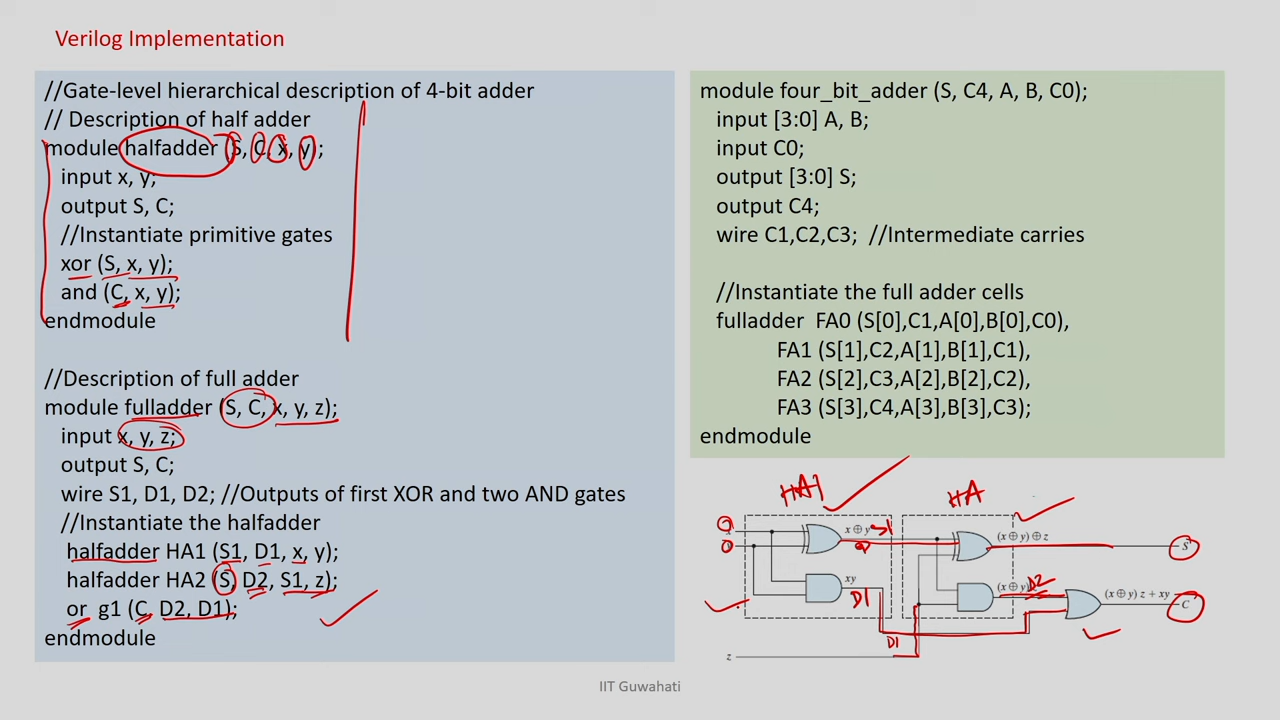 Verilog Implementation
//Gate-level hierarchical description of 4-bit adder
// Description of half adder
module halfadder (S, C, x, y);
input x, y;
output S, C;
//Instantiate primitive gates
xor (S, x, y);
and (C, x, y);
endmodule
//Description of full adder
module fulladder (S, C, x, y, z);
input x, y, z;
output S, C;
wire S1, D1, D2; //Outputs of first XOR and two AND gates
//Instantiate the halfadder
halfadder HA1 (S1, D1, x, y);
halfadder HA2 (S, D2, S1, z);
or g1 (C, D2, D1);
endmodule
module four_bit_adder (S, C4, A, B, C0);
input [3:0] A, B;
input C0;
output [3:0] S;
output C4;
wire C1,C2,C3; //Intermediate carries
//Instantiate the full adder cells
fulladder FA0 (S[0],C1,A[0],B[0],C0),
FA1 (S[1],C2,A[1],B[1],C1),
FA2 (S[2],C3,A[2],B[2],C2),
FA3 (S[3],C4,A[3],B[3],C3);
endmodule
HA1 HA
x ⊕ y S1 (x ⊕ y) ⊕ z S
xy D1 (x ⊕ y) D2 (x ⊕ y) z + xy C
D1
z
IIT Guwahati